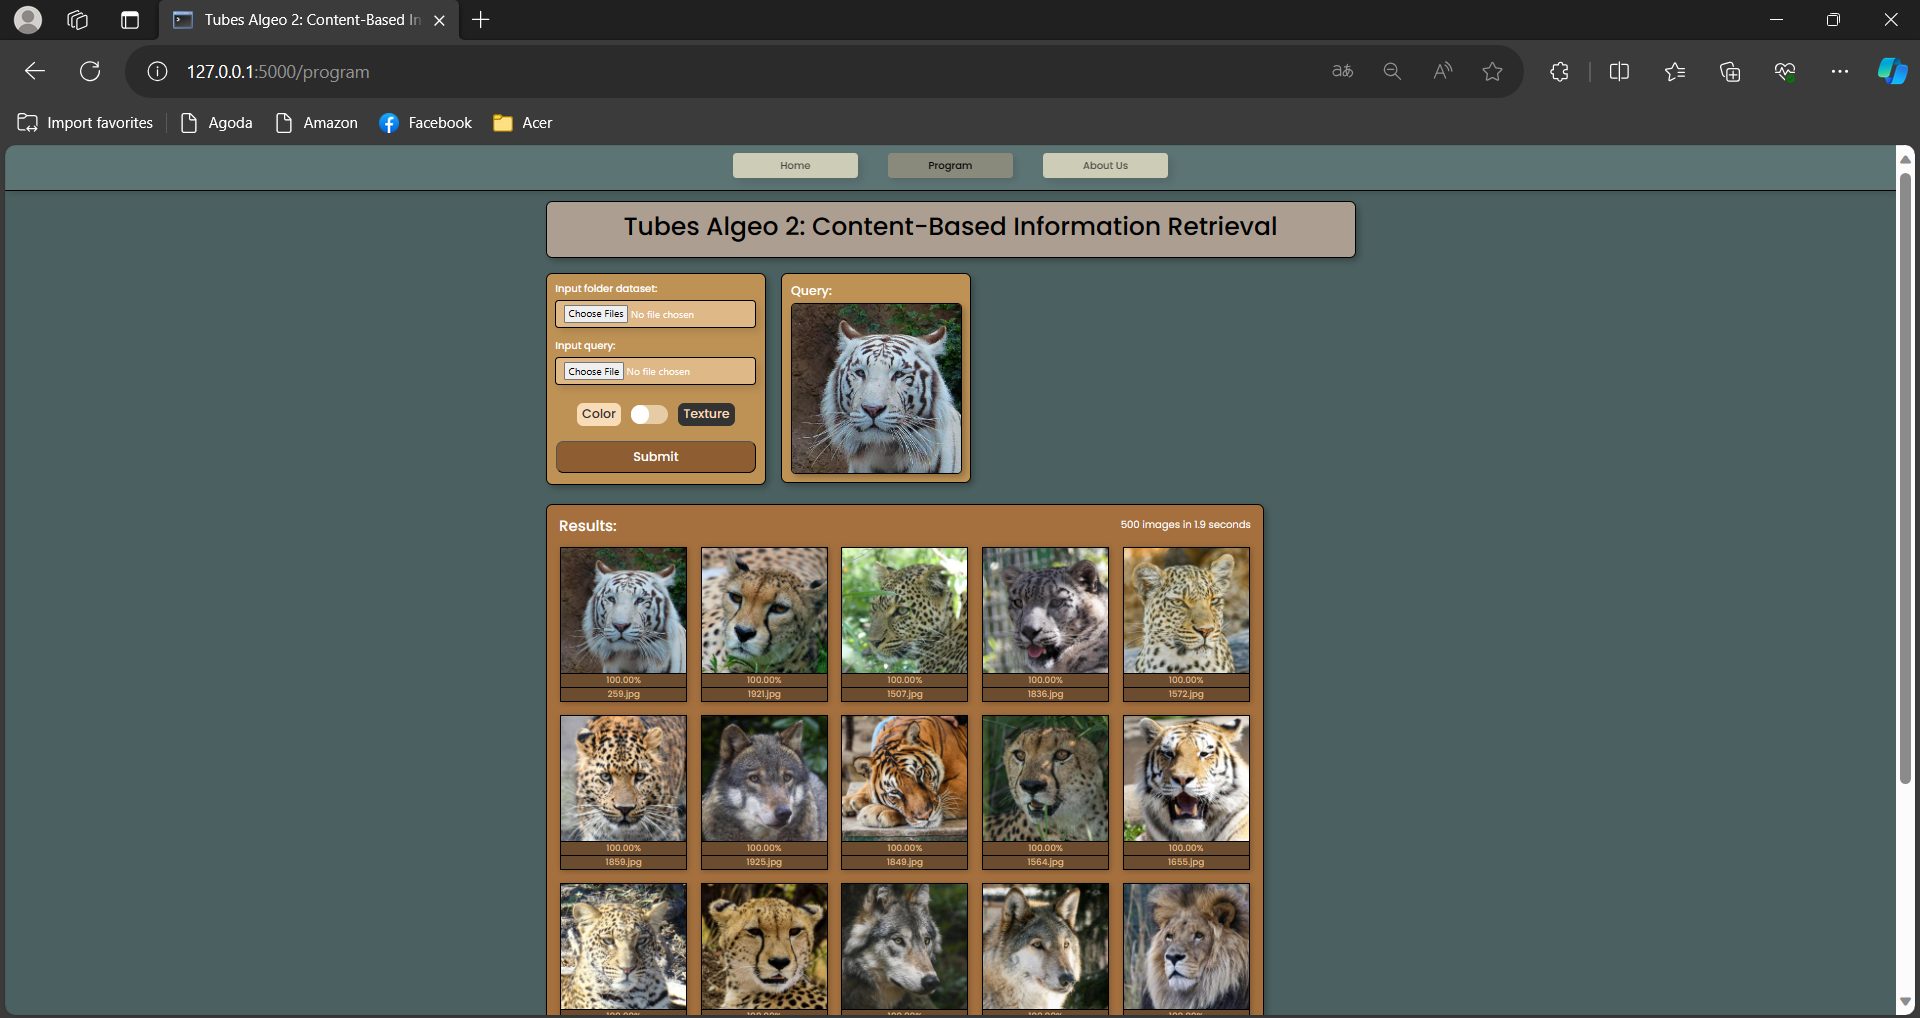 Tubes Algeo 2: Content-Based In
127.0.0.1:5000/program
Import favorites
Agoda
Amazon
Facebook
Acer
Home
Program
About Us
Tubes Algeo 2: Content-Based Information Retrieval
Input folder dataset:
Choose Files No file chosen
Input query:
Choose File No file chosen
Color
Texture
Submit
Query:
Results:
500 images in 1.9 seconds
100.00% 100.00% 100.00% 100.00% 100.00%
259.jpg 1921.jpg 1507.jpg 1836.jpg 1572.jpg
100.00% 100.00% 100.00% 100.00% 100.00%
1859.jpg 1925.jpg 1849.jpg 1564.jpg 1655.jpg